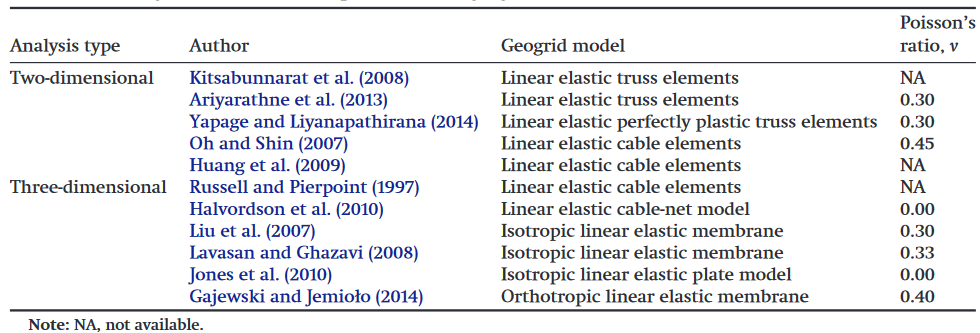 Poisson's
Analysis type Author Geogrid model ratio, ν
Two-dimensional Kitsabunnarat et al. (2008) Linear elastic truss elements NA
Ariyarathne et al. (2013) Linear elastic truss elements 0.30
Yapage and Liyanapathirana (2014) Linear elastic perfectly plastic truss elements 0.30
Oh and Shin (2007) Linear elastic cable elements 0.45
Huang et al. (2009) Linear elastic cable elements NA
Three-dimensional Russell and Pierpoint (1997) Linear elastic cable elements NA
Halvordson et al. (2010) Linear elastic cable-net model 0.00
Liu et al. (2007) Isotropic linear elastic membrane 0.30
Lavasan and Ghazavi (2008) Isotropic linear elastic membrane 0.33
Jones et al. (2010) Isotropic linear elastic plate model 0.00
Gajewski and Jemioło (2014) Orthotropic linear elastic membrane 0.40
Note: NA, not available.